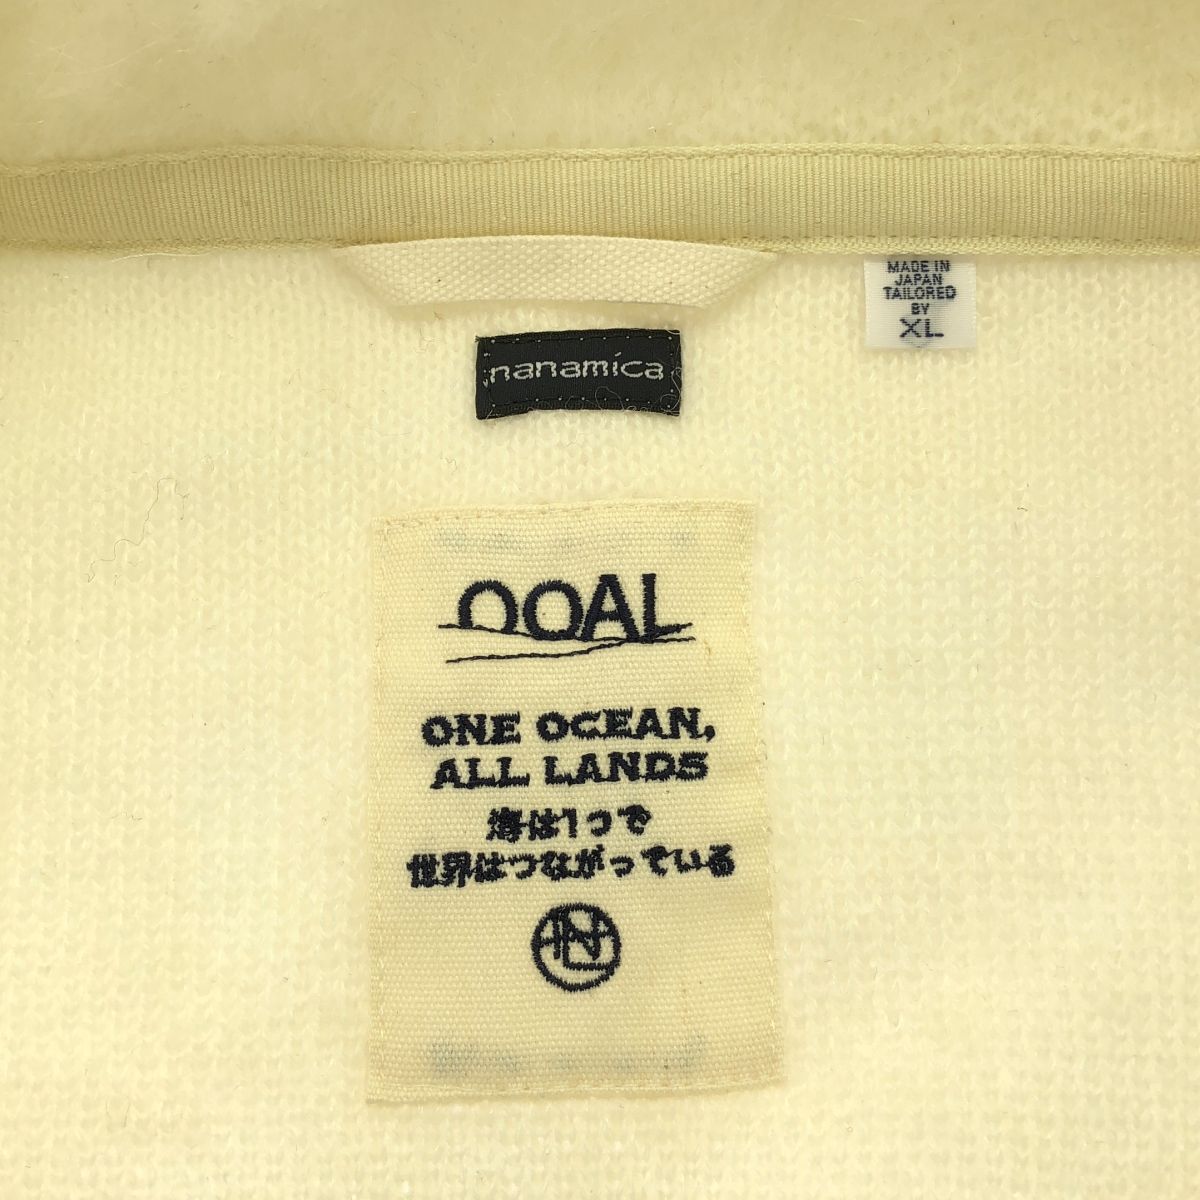 MADE IN
JAPAN
TAILORED
BY
XL
nanamica
OOAL
ONE OCEAN,
ALL LANDS
海は1つで
世界はつながっている